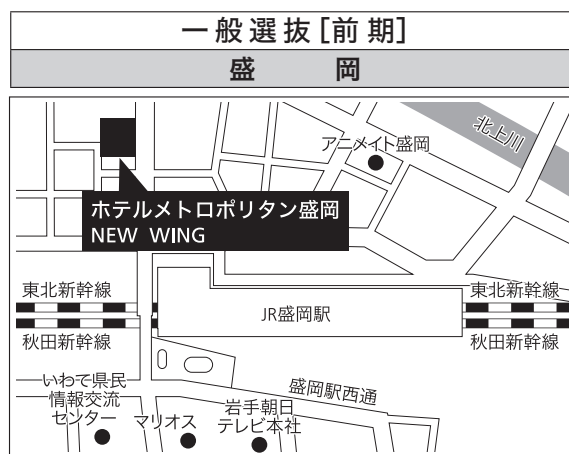 一般選抜［前期］
盛　岡
北上川
アニメイト盛岡
ホテルメトロポリタン盛岡
NEW WING
東北新幹線
東北新幹線
JR盛岡駅
秋田新幹線
秋田新幹線
いわて県民
情報交流
センター
マリオス
盛岡駅西通
岩手朝日
テレビ本社